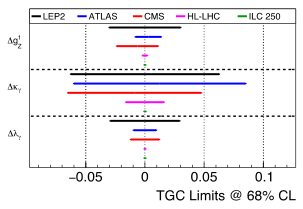 LEP2 ATLAS CMS HL-LHC ILC 250
Δg₁ᶻ
Δκᵧ
Δλᵧ
−0.05 0 0.05 0.1
TGC Limits @ 68% CL